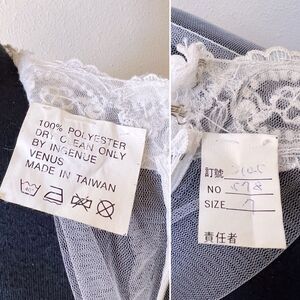 100% POLYESTER
DRY CLEAN ONLY
BY INGENUE
VENUS
MADE IN TAIWAN
訂號
NO 578
SIZE 7
責任者